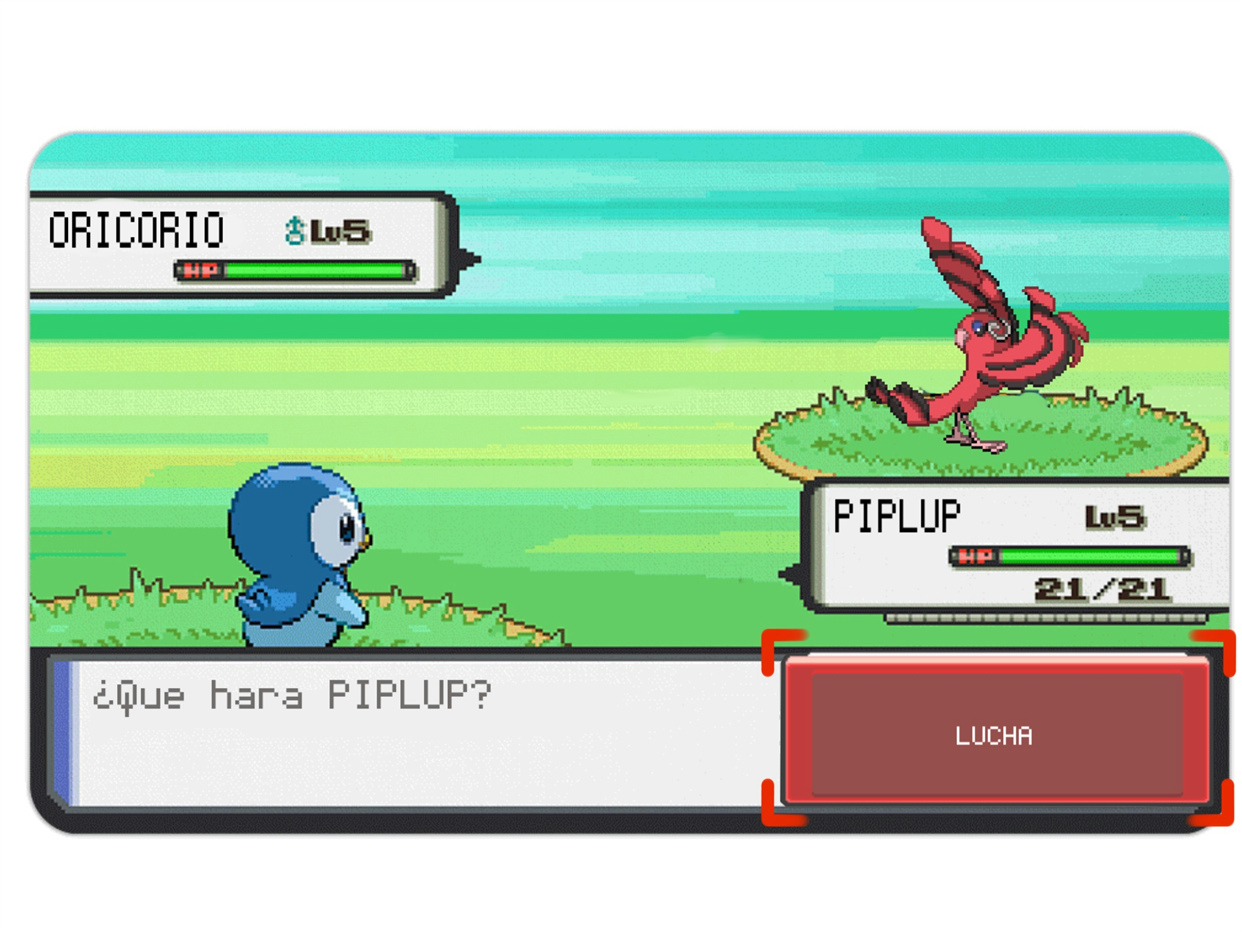 ORICORIO ♂Lv5
HP
PIPLUP Lv5
HP
21/21
¿Que hara PIPLUP?
LUCHA